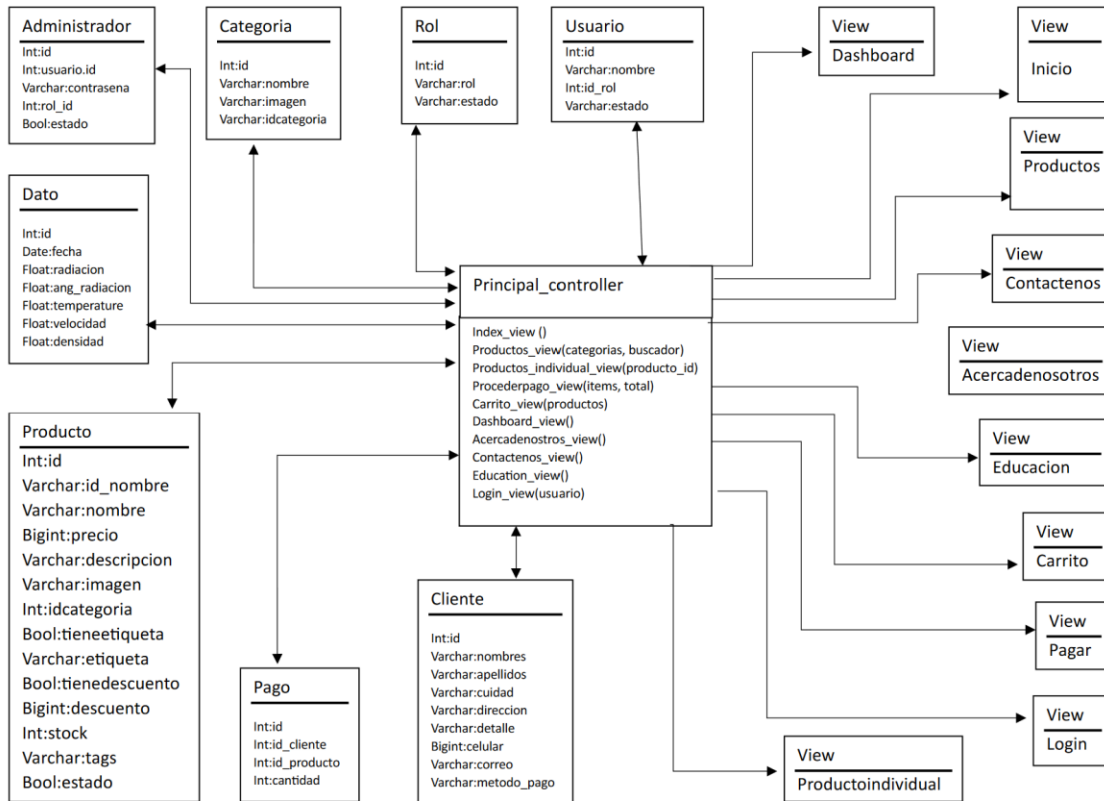 Administrador
Int:id
Int:usuario.id
Varchar:contrasena
Int:rol_id
Bool:estado
Categoria
Int:id
Varchar:nombre
Varchar:imagen
Varchar:idcategoria
Rol
Int:id
Varchar:rol
Varchar:estado
Usuario
Int:id
Varchar:nombre
Int:id_rol
Varchar:estado
View
Dashboard
View
Inicio
View
Productos
Dato
Int:id
Date:fecha
Float:radiacion
Float:ang_radiacion
Float:temperature
Float:velocidad
Float:densidad
Principal_controller
Index_view ()
Productos_view(categorias, buscador)
Productos_individual_view(producto_id)
Procederpago_view(items, total)
Carrito_view(productos)
Dashboard_view()
Acercadenostros_view()
Contactenos_view()
Education_view()
Login_view(usuario)
View
Contactenos
View
Acercadenosotros
View
Educacion
View
Carrito
View
Pagar
View
Login
View
Productoindividual
Producto
Int:id
Varchar:id_nombre
Varchar:nombre
Bigint:precio
Varchar:descripcion
Varchar:imagen
Int:idcategoria
Bool:tieneetiqueta
Varchar:etiqueta
Bool:tienedescuento
Bigint:descuento
Int:stock
Varchar:tags
Bool:estado
Pago
Int:id
Int:id_cliente
Int:id_producto
Int:cantidad
Cliente
Int:id
Varchar:nombres
Varchar:apellidos
Varchar:cuidad
Varchar:direccion
Varchar:detalle
Bigint:celular
Varchar:correo
Varchar:metodo_pago